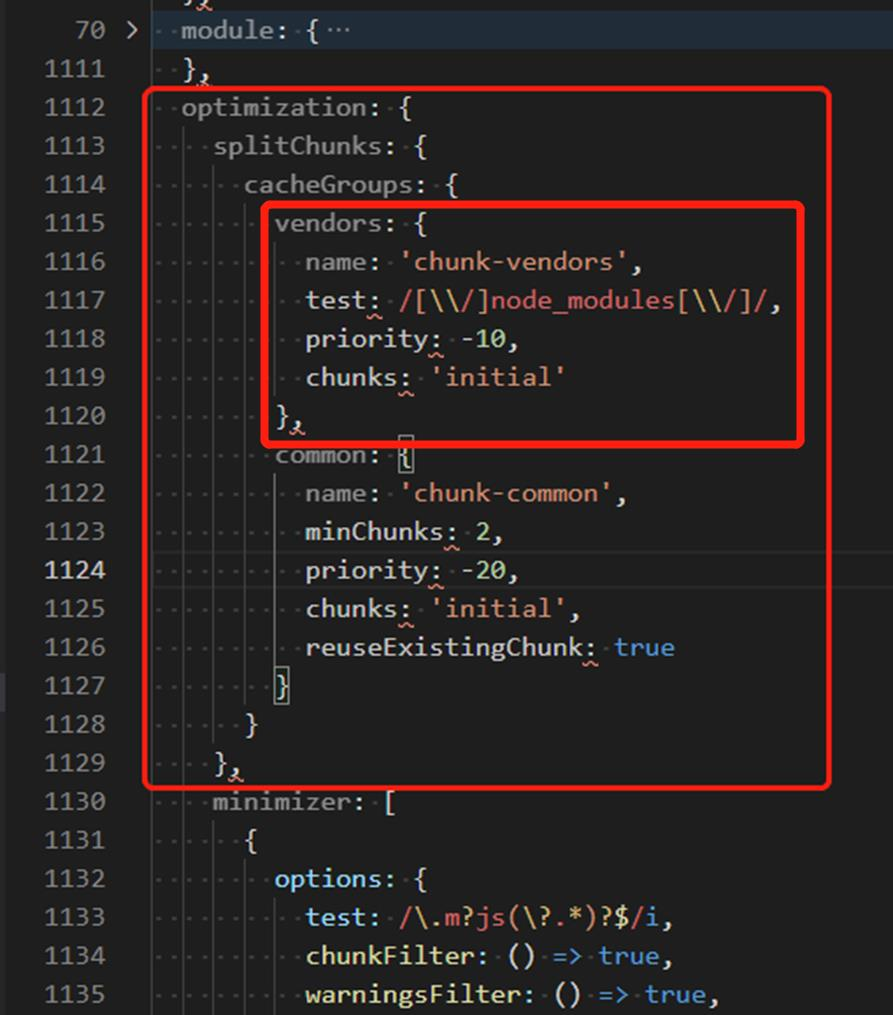 70 > module: { ...
1111 },
1112 optimization: {
1113 splitChunks: {
1114 cacheGroups: {
1115 vendors: {
1116 name: 'chunk-vendors',
1117 test: /[\\/]node_modules[\\/]/,
1118 priority: -10,
1119 chunks: 'initial'
1120 },
1121 common: {
1122 name: 'chunk-common',
1123 minChunks: 2,
1124 priority: -20,
1125 chunks: 'initial',
1126 reuseExistingChunk: true
1127 }
1128 }
1129 },
1130 minimizer: [
1131 {
1132 options: {
1133 test: /\.m?js(\?.*)?$/i,
1134 chunkFilter: () => true,
1135 warningsFilter: () => true,